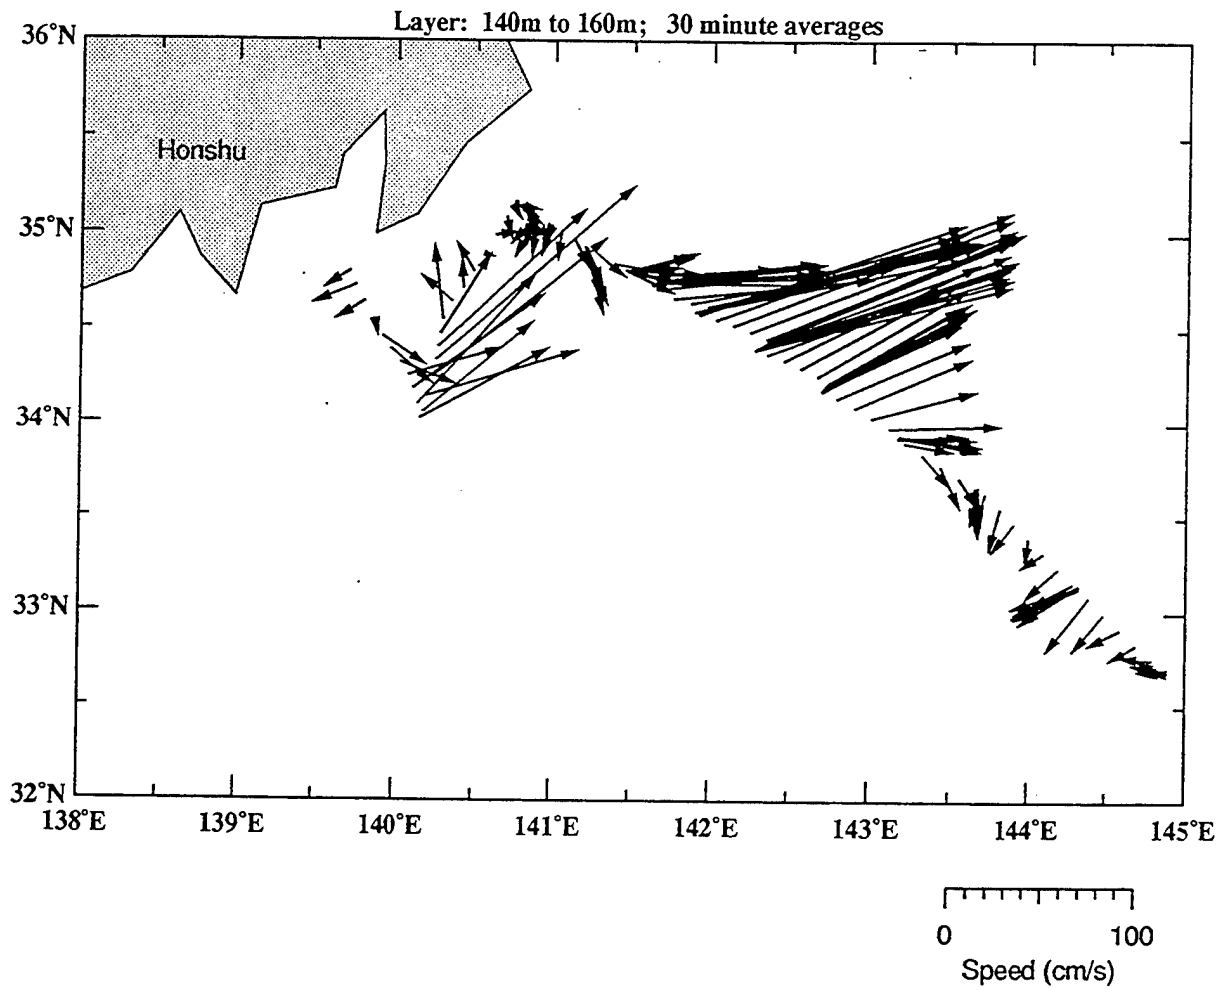 Layer: 140m to 160m; 30 minute averages
36°N
Honshu
35°N
34°N
33°N
32°N
138°E 139°E 140°E 141°E 142°E 143°E 144°E 145°E
0 100
Speed (cm/s)